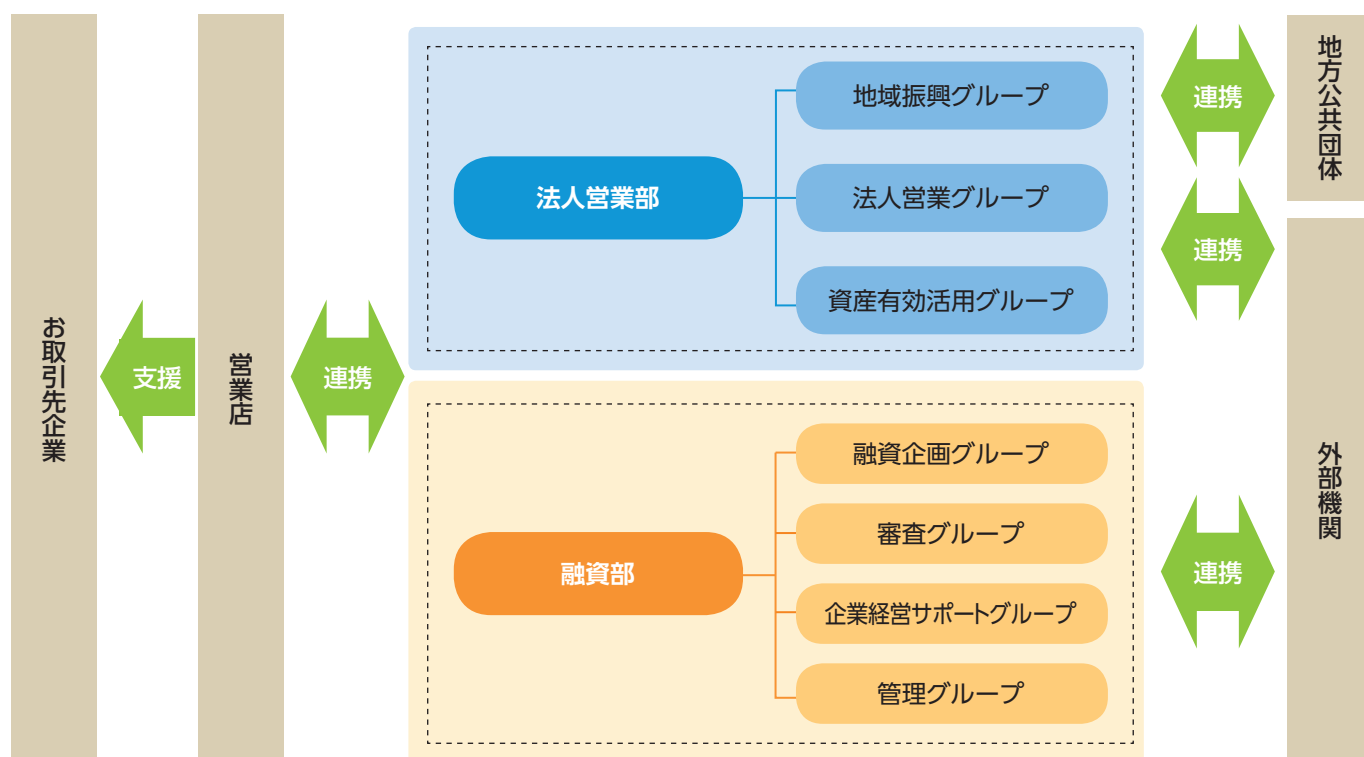 お取引先企業
支援
営業店
連携
法人営業部
地域振興グループ
法人営業グループ
資産有効活用グループ
融資部
融資企画グループ
審査グループ
企業経営サポートグループ
管理グループ
連携
連携
連携
地方公共団体
外部機関